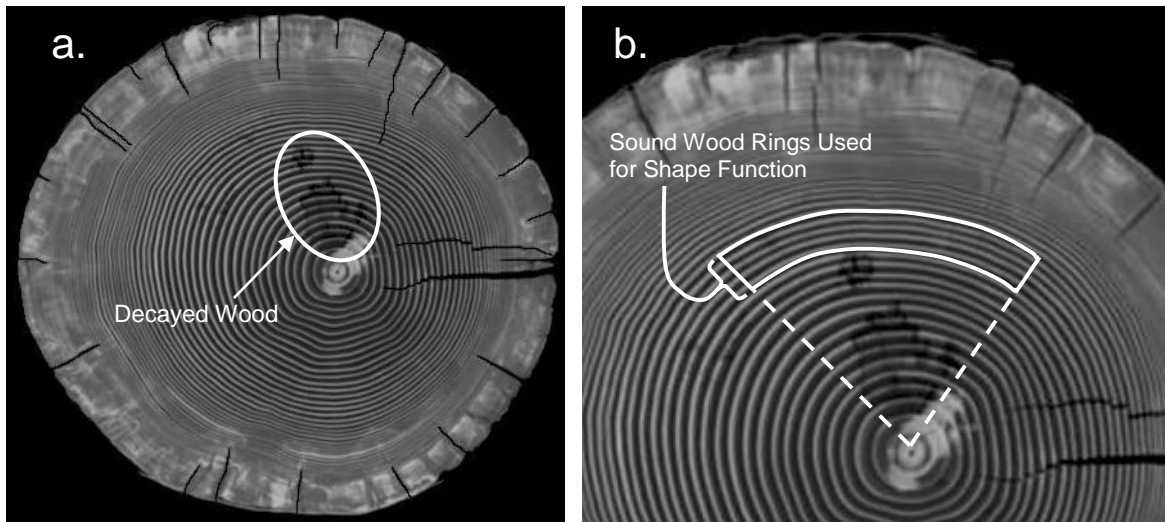 a.
Decayed Wood
b.
Sound Wood Rings Used
for Shape Function